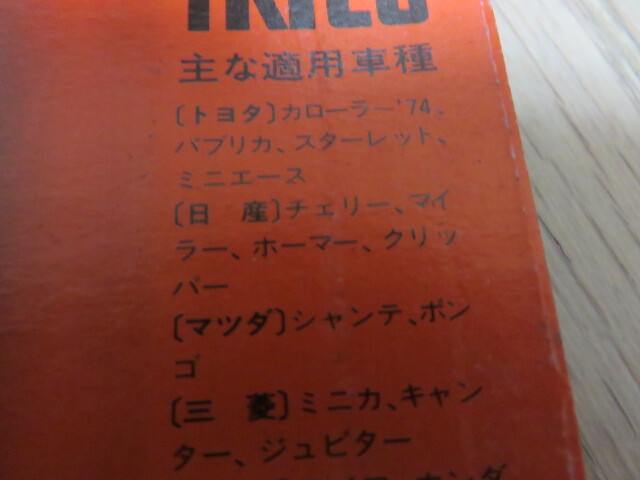 TRICO
主な適用車種
〔トヨタ〕カローラー'74、
パブリカ、スターレット、
ミニエース
〔日　産〕チェリー、マイ
ラー、ホーマー、クリッ
パー
〔マツダ〕シャンテ、ボン
ゴ
〔三　菱〕ミニカ、キャン
ター、ジュピター